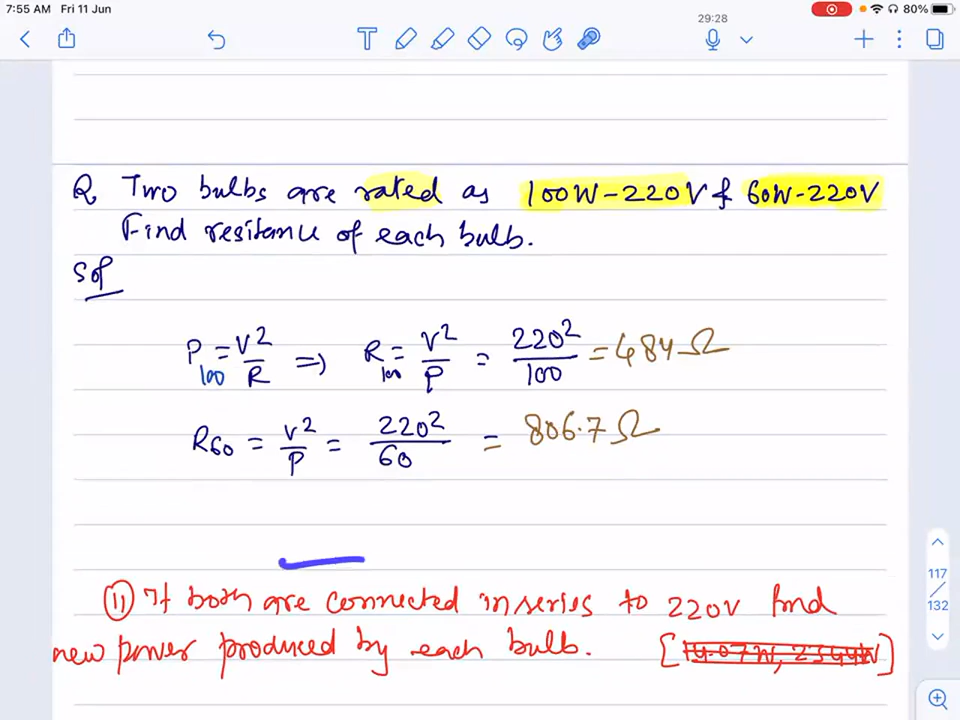 7:55 AM Fri 11 Jun
80%
29:28
T
Q. Two bulbs are rated as 100W-220V & 60W-220V
Find resitance of each bulb.
Sol
P100 = V²/R ⇒ R100 = V²/P = 220²/100 = 484 Ω
R60 = V²/P = 220²/60 = 806.7 Ω
117
/
132
(ii) If both are connected in series to 220V find
new power produced by each bulb. [ ]